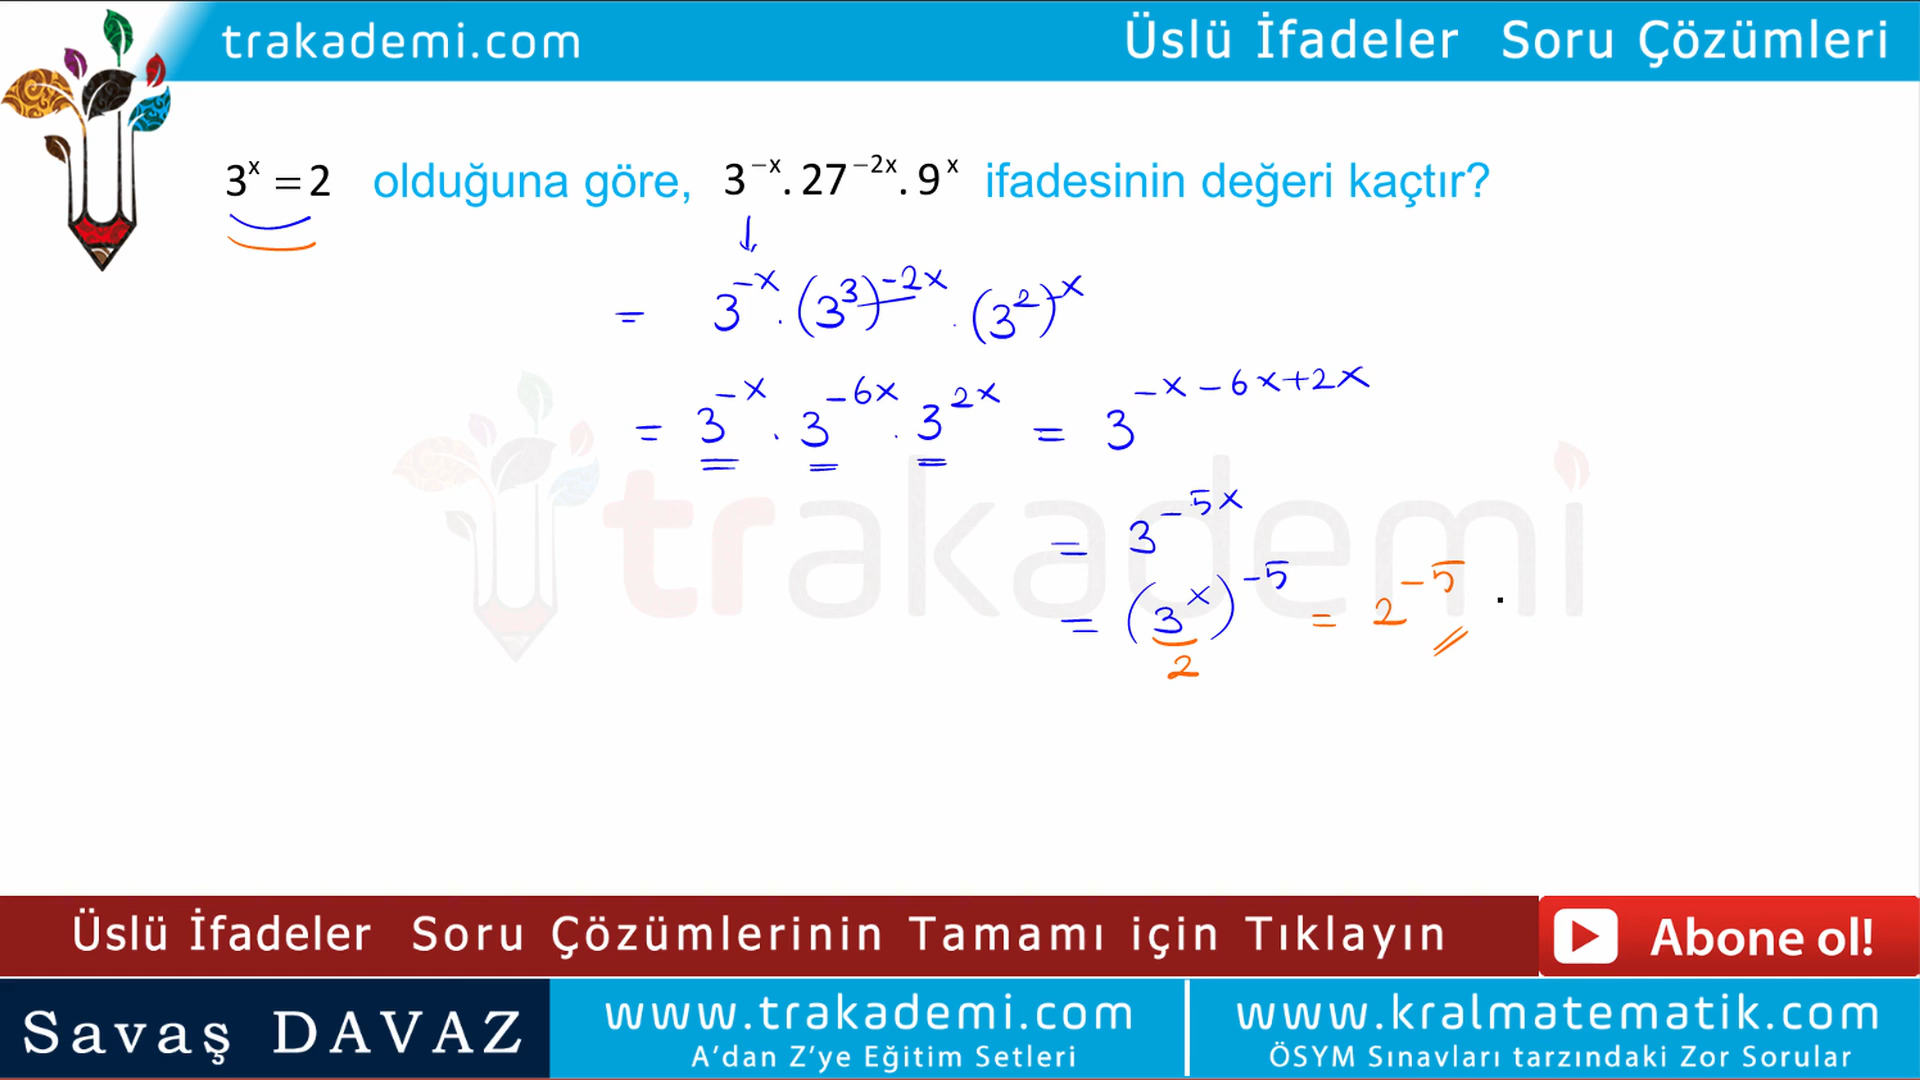 trakademi.com
Üslü İfadeler Soru Çözümleri
3^x = 2 olduğuna göre, 3^-x . 27^-2x . 9^x ifadesinin değeri kaçtır?
= 3^-x . (3^3)^-2x . (3^2)^x
= 3^-x . 3^-6x . 3^2x = 3^-x-6x+2x
= 3^-5x
= (3^x)^-5 = 2^-5
2
trakademi
Üslü İfadeler Soru Çözümlerinin Tamamı için Tıklayın
Abone ol!
Savaş DAVAZ
www.trakademi.com
A'dan Z'ye Eğitim Setleri
www.kralmatematik.com
ÖSYM Sınavları tarzındaki Zor Sorular